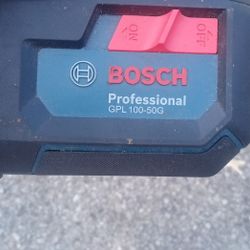 ON OFF
BOSCH
Professional
GPL 100-50G